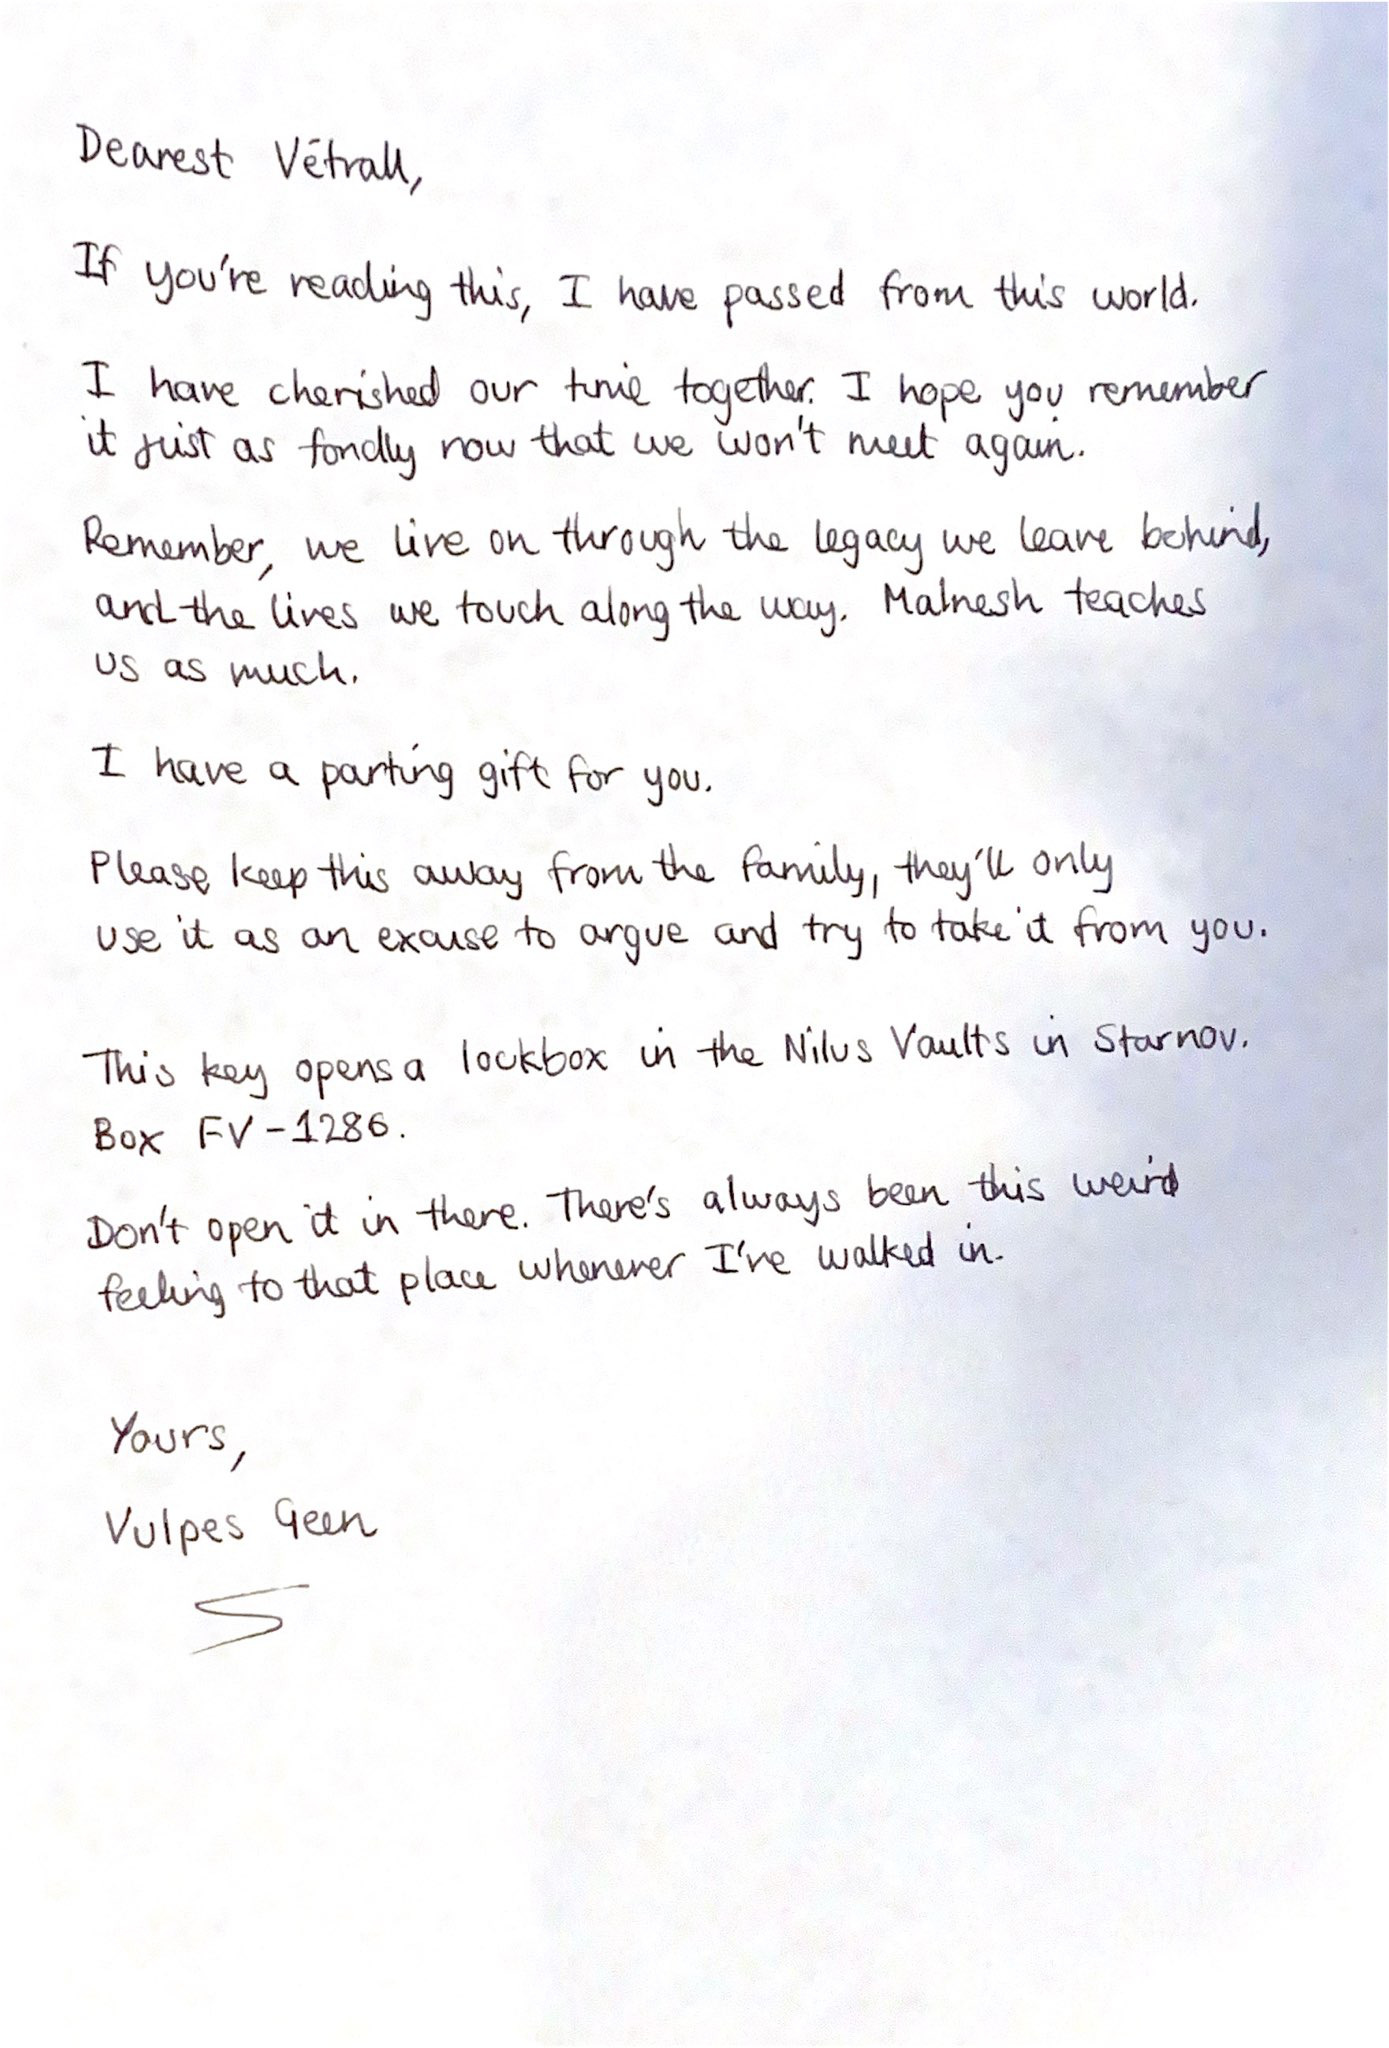 Dearest Vētrall,
If you're reading this, I have passed from this world.
I have cherished our time together. I hope you remember
it just as fondly now that we won't meet again.
Remember, we live on through the legacy we leave behind,
and the lives we touch along the way. Malnesh teaches
us as much.
I have a parting gift for you.
Please keep this away from the family, they'll only
use it as an excuse to argue and try to take it from you.
This key opens a lockbox in the Nilus Vaults in Starnov.
Box FV-1286.
Don't open it in there. There's always been this weird
feeling to that place whenever I've walked in.
Yours,
Vulpes Geen